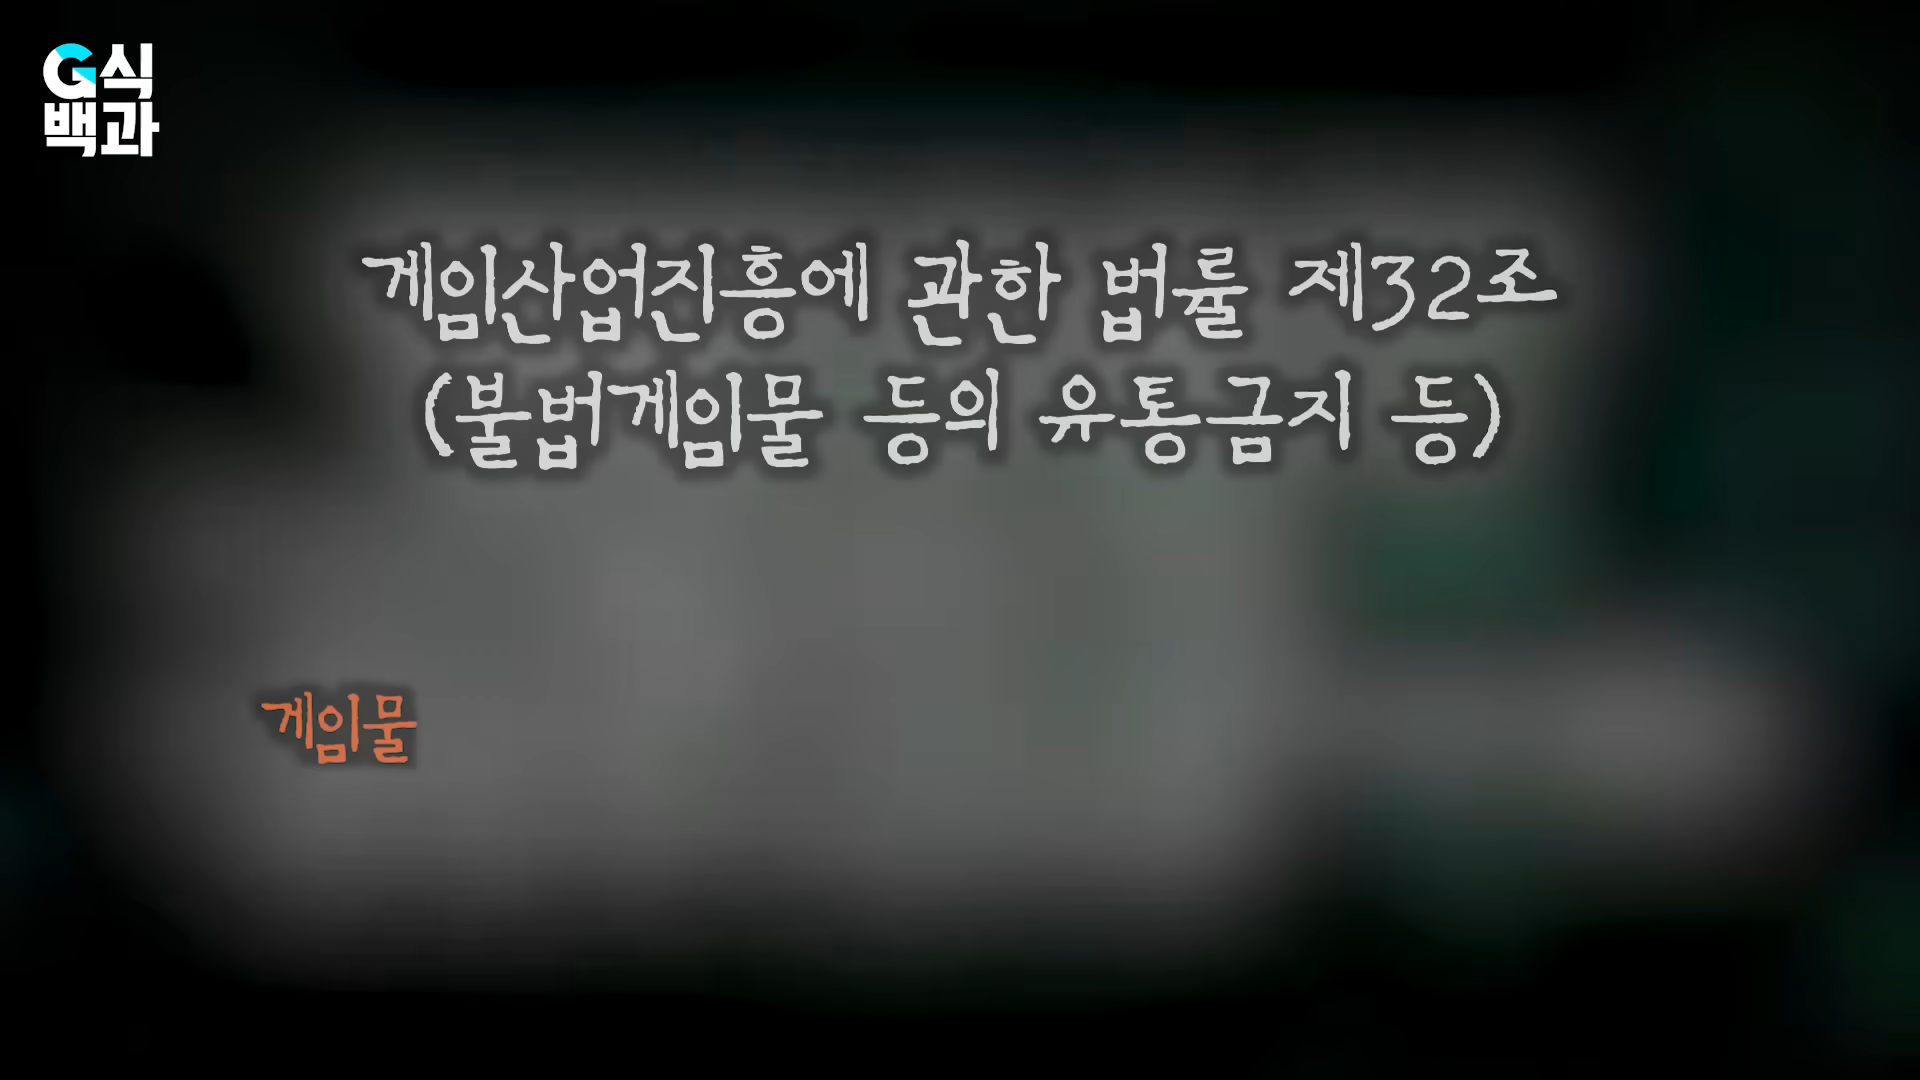 G식
백과
게임산업진흥에 관한 법률 제32조
(불법게임물 등의 유통금지 등)
게임물